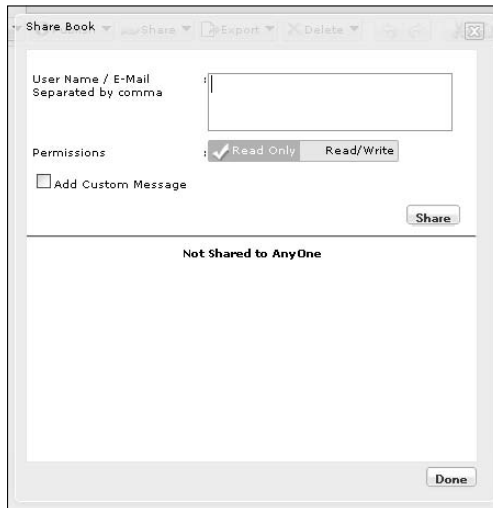 Share Book
Share
Export
Delete
User Name / E-Mail :
Separated by comma
Permissions : Read Only Read/Write
Add Custom Message
Share
Not Shared to AnyOne
Done